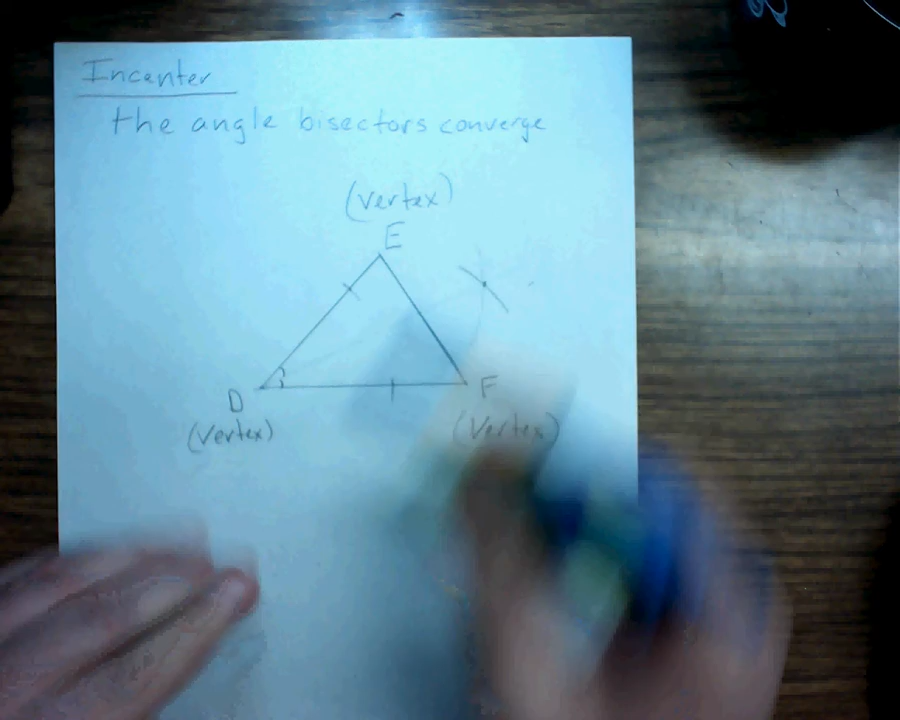 Incenter
the angle bisectors converge
(vertex)
E
D
F
(vertex)
(vertex)